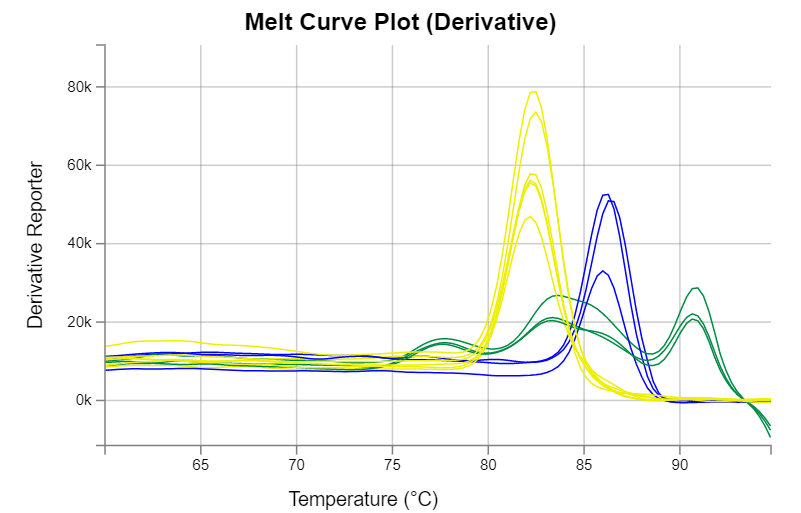 Melt Curve Plot (Derivative)
Derivative Reporter
80k
60k
40k
20k
0k
65 70 75 80 85 90
Temperature (°C)